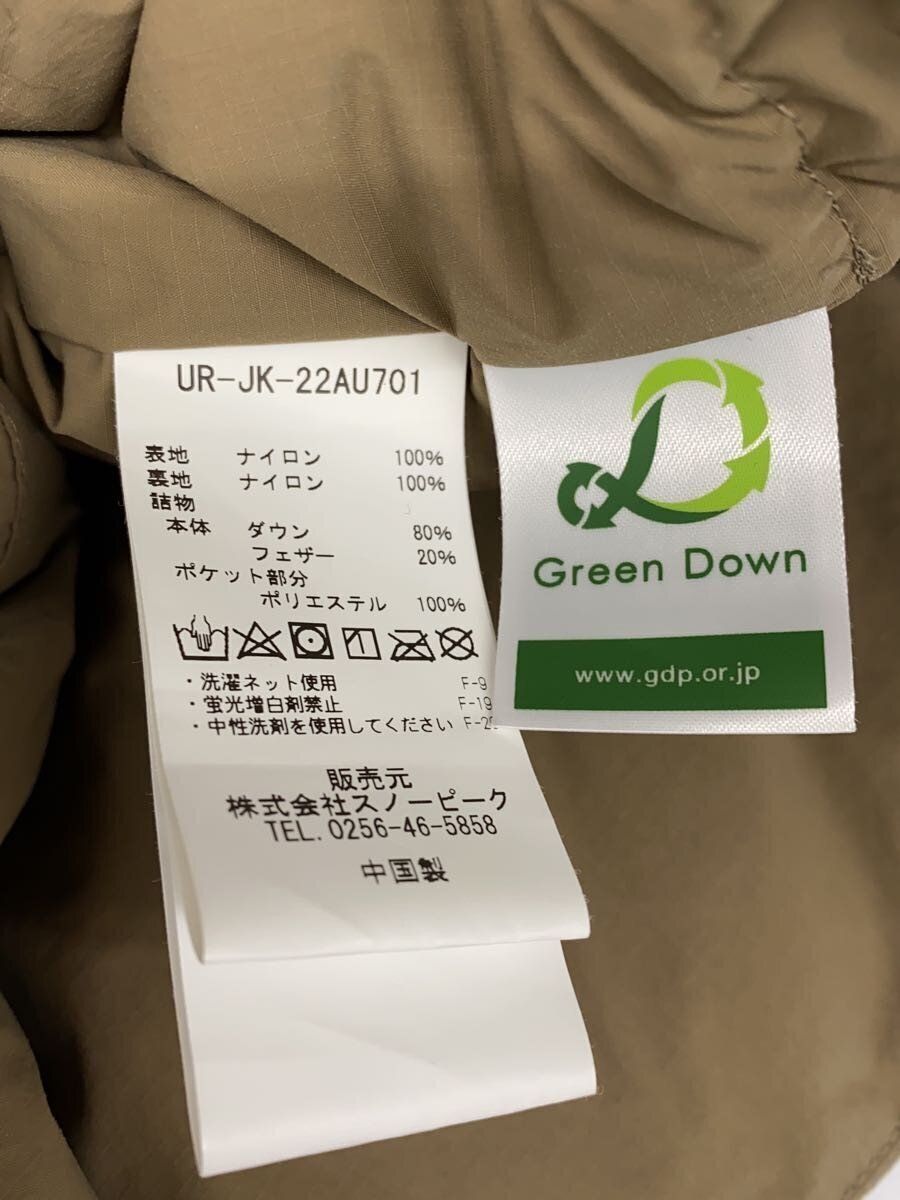 UR-JK-22AU701
表地 ナイロン 100%
裏地 ナイロン 100%
詰物
本体 ダウン 80%
フェザー 20%
ポケット部分
ポリエステル 100%
・洗濯ネット使用 F-9
・蛍光増白剤禁止 F-19
・中性洗剤を使用してください
販売元
株式会社スノーピーク
TEL. 0256-46-5858
中国製
Green Down
www.gdp.or.jp